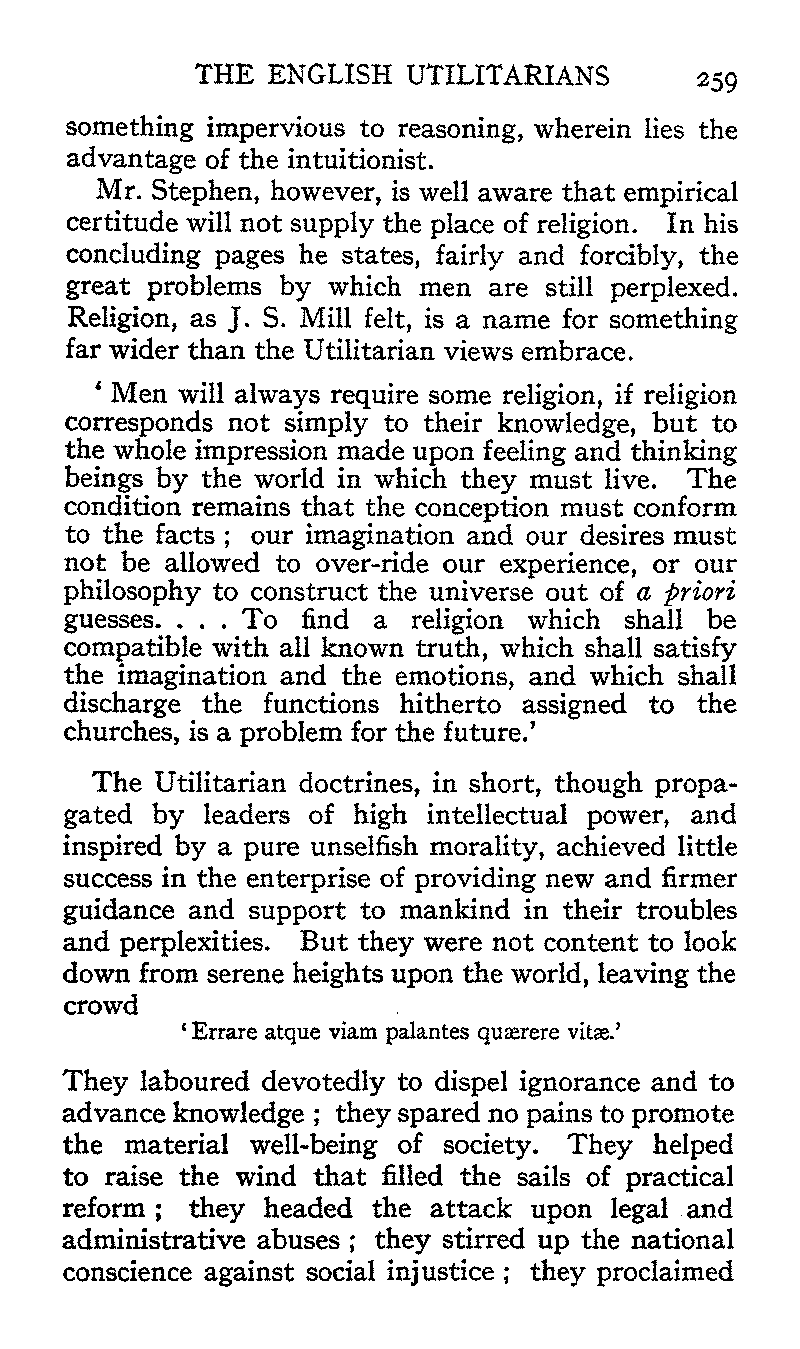 THE ENGLISH UTILITARIANS 259
something impervious to reasoning, wherein lies the
advantage of the intuitionist.
Mr. Stephen, however, is well aware that empirical
certitude will not supply the place of religion. In his
concluding pages he states, fairly and forcibly, the
great problems by which men are still perplexed.
Religion, as J. S. Mill felt, is a name for something
far wider than the Utilitarian views embrace.
‘ Men will always require some religion, if religion
corresponds not simply to their knowledge, but to
the whole impression made upon feeling and thinking
beings by the world in which they must live. The
condition remains that the conception must conform
to the facts ; our imagination and our desires must
not be allowed to over-ride our experience, or our
philosophy to construct the universe out of a priori
guesses. . . . To find a religion which shall be
compatible with all known truth, which shall satisfy
the imagination and the emotions, and which shall
discharge the functions hitherto assigned to the
churches, is a problem for the future.’
The Utilitarian doctrines, in short, though propa-
gated by leaders of high intellectual power, and
inspired by a pure unselfish morality, achieved little
success in the enterprise of providing new and firmer
guidance and support to mankind in their troubles
and perplexities. But they were not content to look
down from serene heights upon the world, leaving the
crowd
‘ Errare atque viam palantes quærere vitæ.’
They laboured devotedly to dispel ignorance and to
advance knowledge ; they spared no pains to promote
the material well-being of society. They helped
to raise the wind that filled the sails of practical
reform ; they headed the attack upon legal and
administrative abuses ; they stirred up the national
conscience against social injustice ; they proclaimed